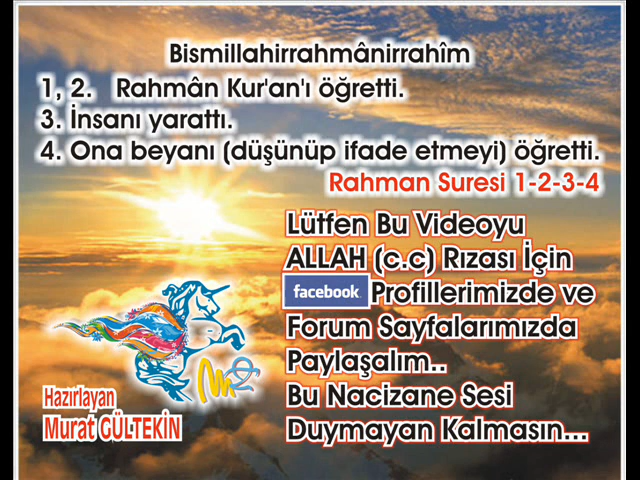 Bismillahirrahmânirrahîm
1, 2. Rahmân Kur'an'ı öğretti.
3. İnsanı yarattı.
4. Ona beyanı (düşünüp ifade etmeyi) öğretti.
Rahman Suresi 1-2-3-4
Lütfen Bu Videoyu
ALLAH (c.c) Rızası İçin
facebook Profillerimizde ve
Forum Sayfalarımızda
Paylaşalım..
Bu Nacizane Sesi
Duymayan Kalmasın...
Hazırlayan
Murat GÜLTEKİN